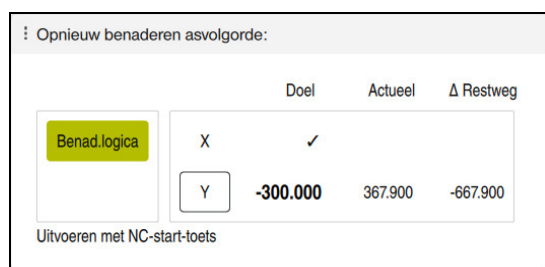 Opnieuw benaderen asvolgorde:
Doel Actueel Δ Restweg
Benad.logica X ✓
Y -300.000 367.900 -667.900
Uitvoeren met NC-start-toets